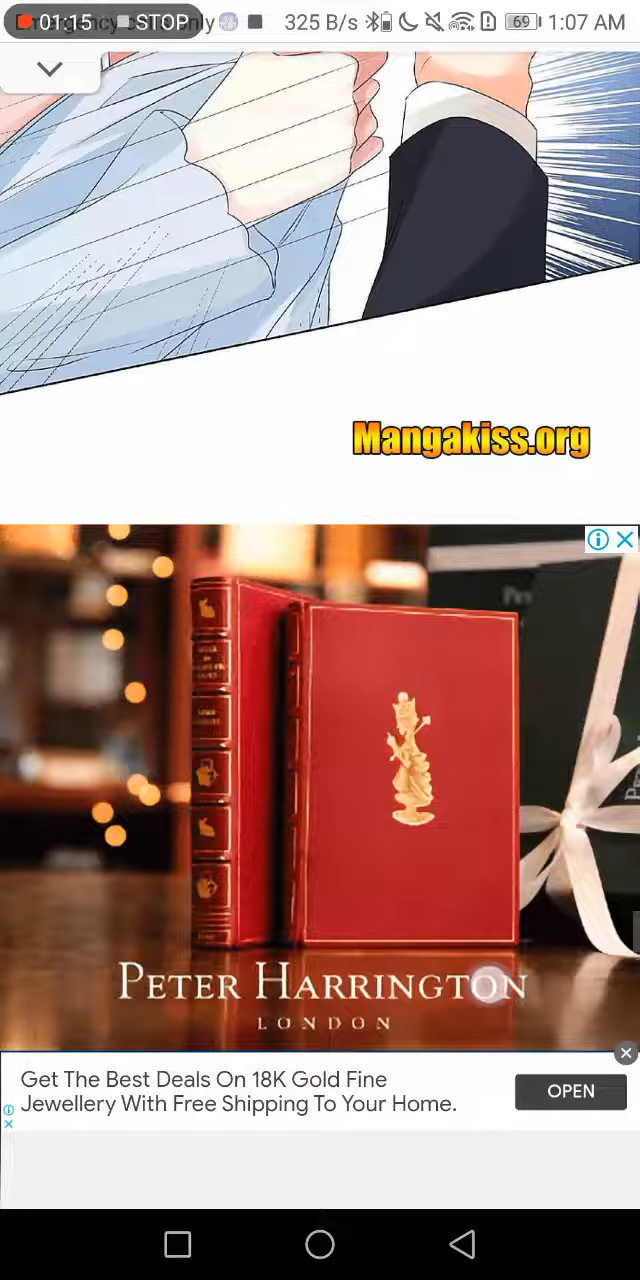 01:15 STOP 325 B/s 69 1:07 AM
Mangakiss.org
PETER HARRINGTON
LONDON
Get The Best Deals On 18K Gold Fine
Jewellery With Free Shipping To Your Home.
OPEN